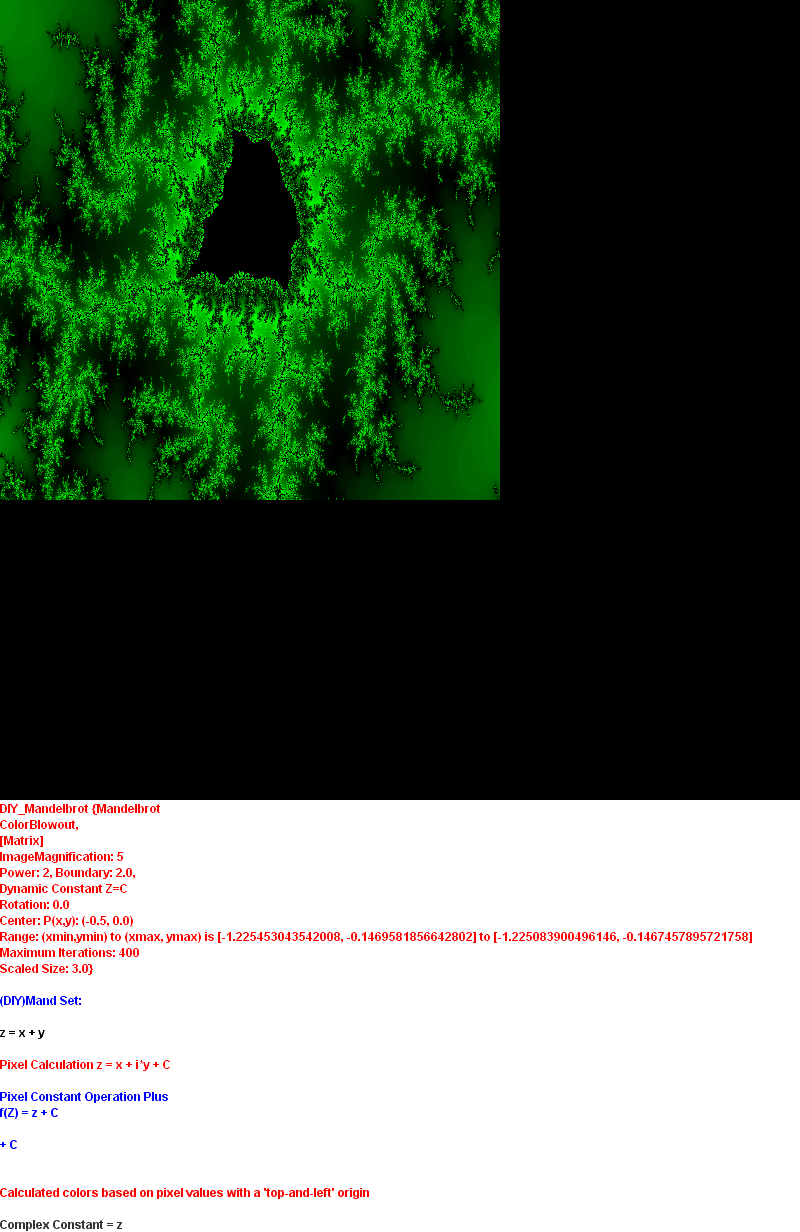 DIY_Mandelbrot {Mandelbrot
ColorBlowout,
[Matrix]
ImageMagnification: 5
Power: 2, Boundary: 2.0,
Dynamic Constant Z=C
Rotation: 0.0
Center: P(x,y): (-0.5, 0.0)
Range: (xmin,ymin) to (xmax, ymax) is [-1.225453043542008, -0.1469581856642802] to [-1.225083900496146, -0.1467457895721758]
Maximum Iterations: 400
Scaled Size: 3.0}
(DIY)Mand Set:
z = x + y
Pixel Calculation z = x + i*y + C
Pixel Constant Operation Plus
f(Z) = z + C
+ C
Calculated colors based on pixel values with a 'top-and-left' origin
Complex Constant = z